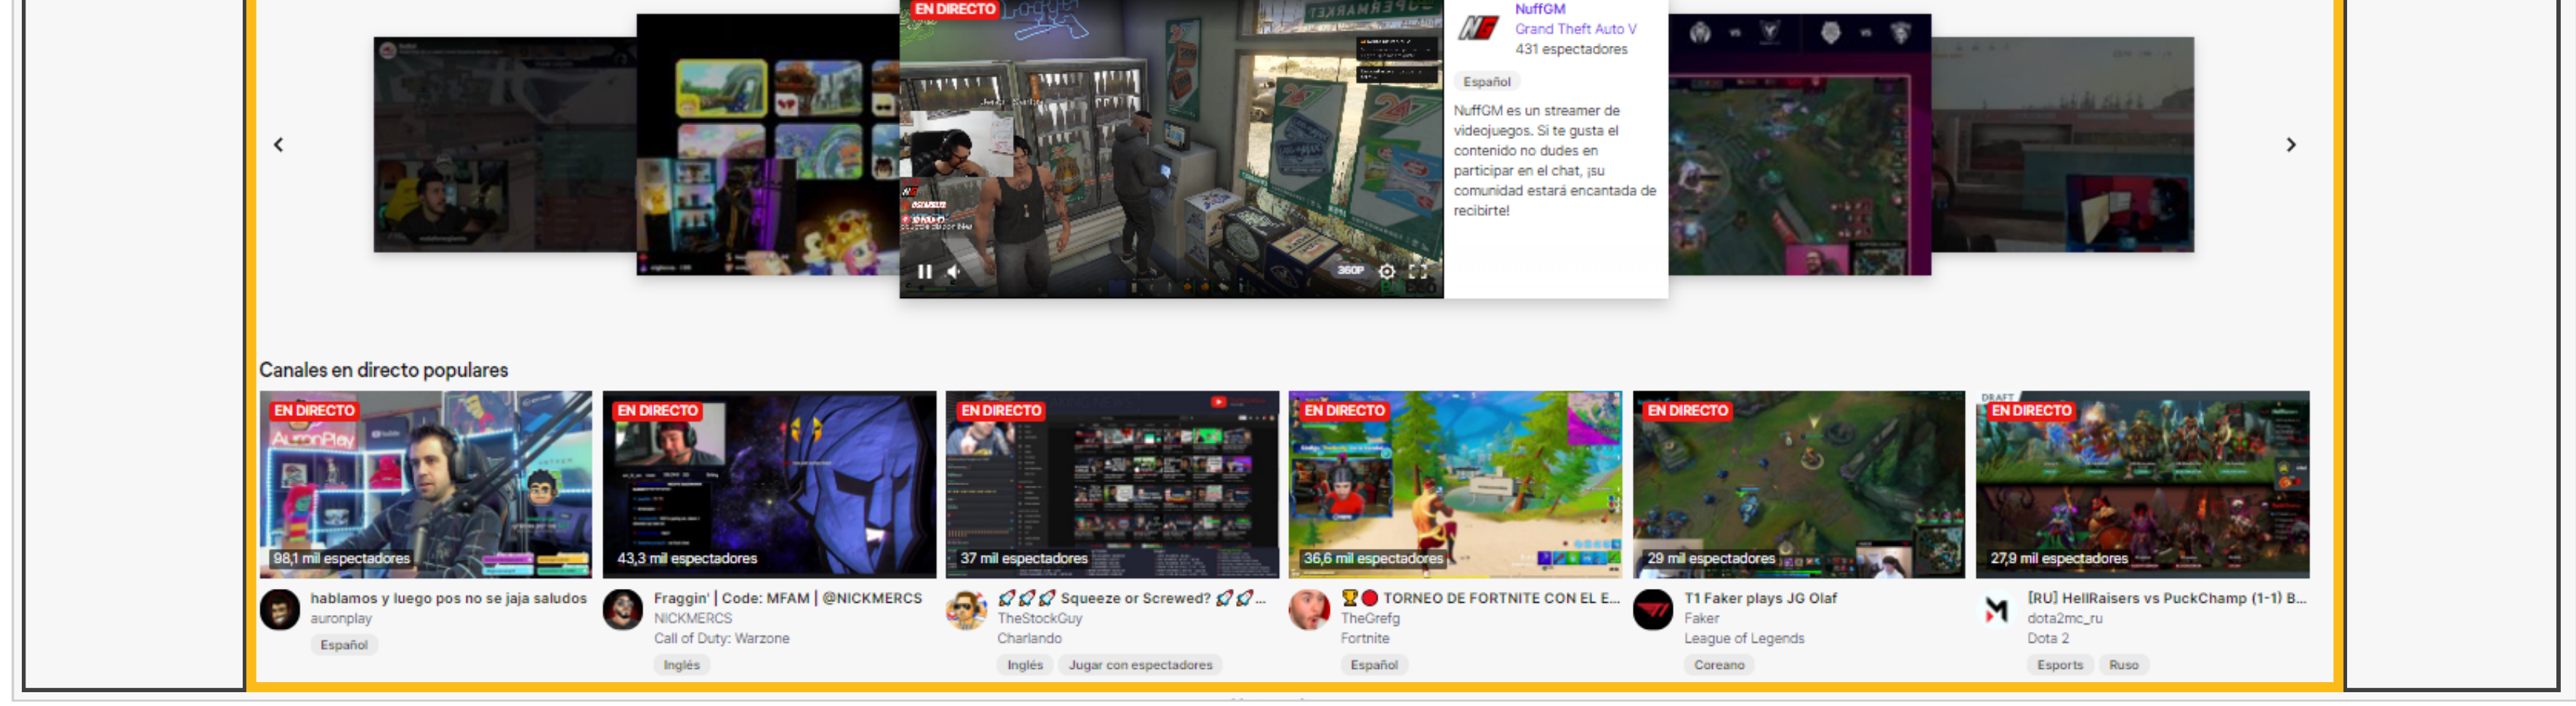 EN DIRECTO
NuffGM
Grand Theft Auto V
431 espectadores
Español
NuffGM es un streamer de
videojuegos. Si te gusta el
contenido no dudes en
participar en el chat, ¡su
comunidad estará encantada de
recibirte!
360P
Canales en directo populares
EN DIRECTO
AuronPlay
98,1 mil espectadores
hablamos y luego pos no se jaja saludos
auronplay
Español
EN DIRECTO
43,3 mil espectadores
Fraggin' | Code: MFAM | @NICKMERCS
NICKMERCS
Call of Duty: Warzone
Inglés
EN DIRECTO
37 mil espectadores
🚀🚀🚀 Squeeze or Screwed? 🚀🚀...
TheStockGuy
Charlando
Inglés Jugar con espectadores
EN DIRECTO
36,6 mil espectadores
🏆🔴 TORNEO DE FORTNITE CON EL E...
TheGrefg
Fortnite
Español
EN DIRECTO
29 mil espectadores
T1 Faker plays JG Olaf
Faker
League of Legends
Coreano
DRAFT
EN DIRECTO
27,9 mil espectadores
[RU] HellRaisers vs PuckChamp (1-1) B...
dota2mc_ru
Dota 2
Esports Ruso